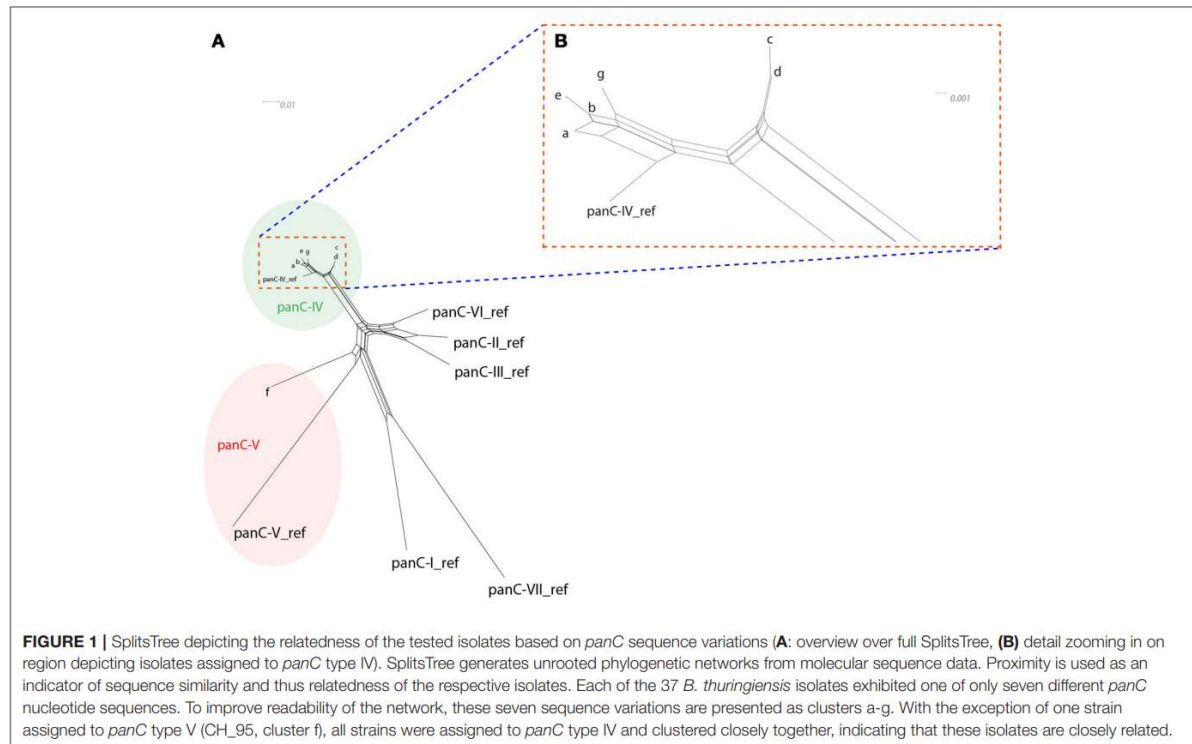 A
B
0.01
c
d
g
e
b
a
0.001
panC-IV_ref
e g
c
b
d
a
panC-IV_ref
panC-IV
panC-VI_ref
panC-II_ref
panC-III_ref
f
panC-V
panC-V_ref
panC-I_ref
panC-VII_ref
FIGURE 1 | SplitsTree depicting the relatedness of the tested isolates based on panC sequence variations (A: overview over full SplitsTree, (B) detail zooming in on
region depicting isolates assigned to panC type IV). SplitsTree generates unrooted phylogenetic networks from molecular sequence data. Proximity is used as an
indicator of sequence similarity and thus relatedness of the respective isolates. Each of the 37 B. thuringiensis isolates exhibited one of only seven different panC
nucleotide sequences. To improve readability of the network, these seven sequence variations are presented as clusters a-g. With the exception of one strain
assigned to panC type V (CH_95, cluster f), all strains were assigned to panC type IV and clustered closely together, indicating that these isolates are closely related.